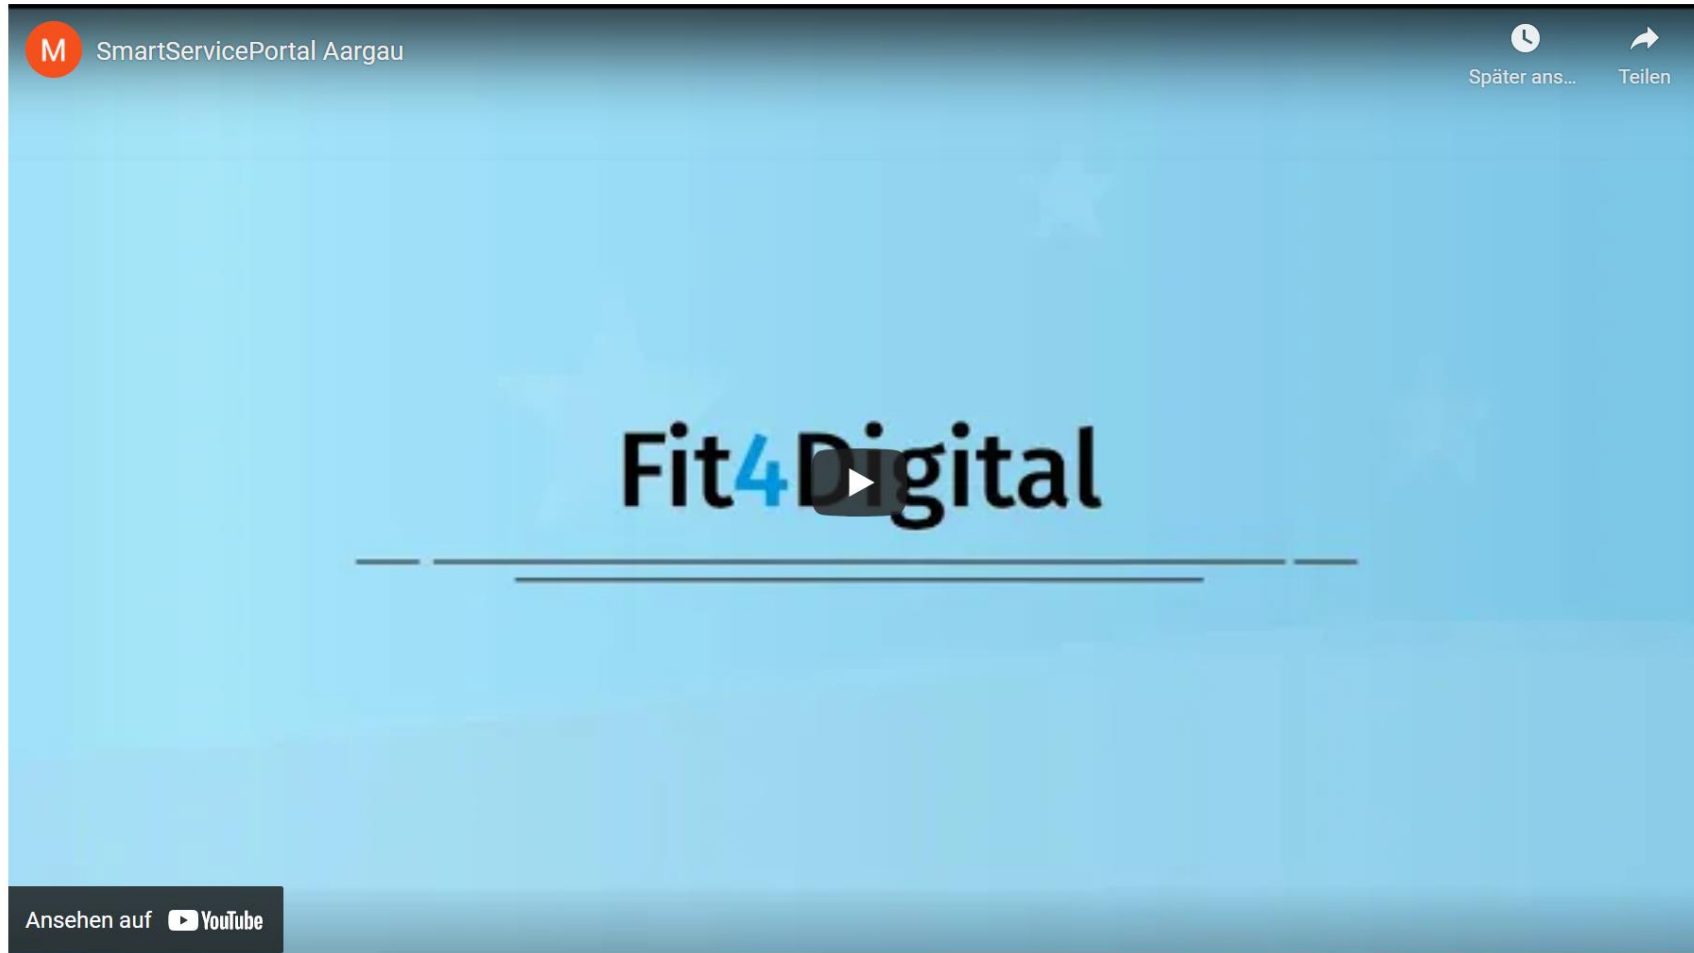 M
SmartServicePortal Aargau
Später ans...
Teilen
Fit4Digital
Ansehen auf YouTube